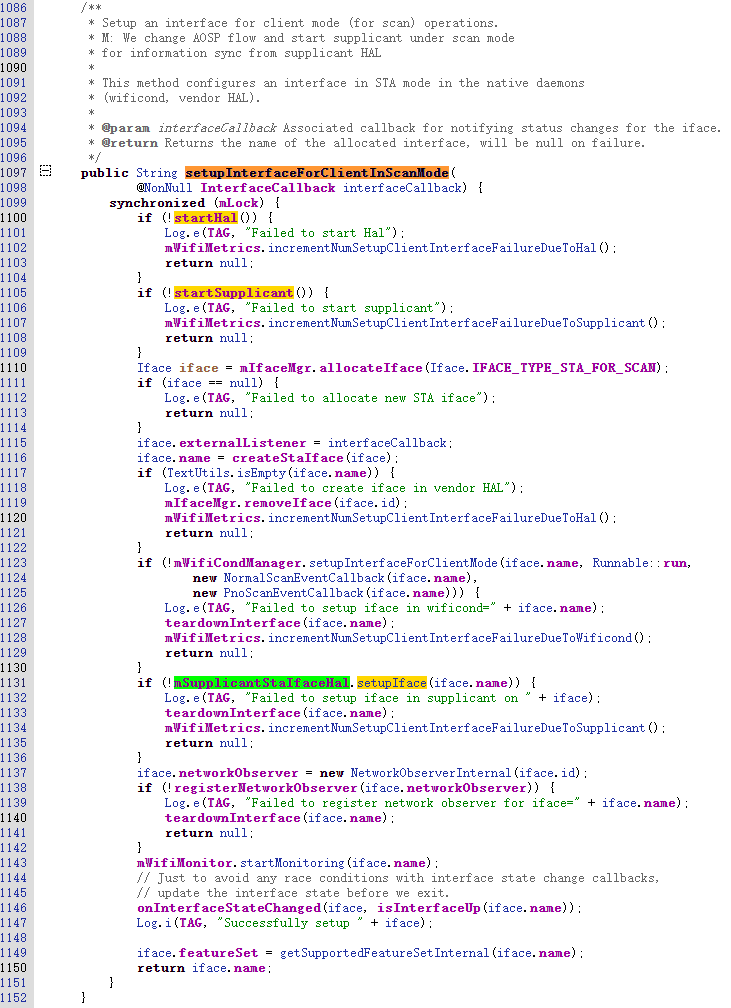 1086 /**
1087 * Setup an interface for client mode (for scan) operations.
1088 * M: We change AOSP flow and start supplicant under scan mode
1089 * for information sync from supplicant HAL
1090 *
1091 * This method configures an interface in STA mode in the native daemons
1092 * (wificond, vendor HAL).
1093 *
1094 * @param interfaceCallback Associated callback for notifying status changes for the iface.
1095 * @return Returns the name of the allocated interface, will be null on failure.
1096 */
1097 public String setupInterfaceForClientInScanMode(
1098 @NonNull InterfaceCallback interfaceCallback) {
1099 synchronized (mLock) {
1100 if (!startHal()) {
1101 Log.e(TAG, "Failed to start Hal");
1102 mWifiMetrics.incrementNumSetupClientInterfaceFailureDueToHal();
1103 return null;
1104 }
1105 if (!startSupplicant()) {
1106 Log.e(TAG, "Failed to start supplicant");
1107 mWifiMetrics.incrementNumSetupClientInterfaceFailureDueToSupplicant();
1108 return null;
1109 }
1110 Iface iface = mIfaceMgr.allocateIface(Iface.IFACE_TYPE_STA_FOR_SCAN);
1111 if (iface == null) {
1112 Log.e(TAG, "Failed to allocate new STA iface");
1113 return null;
1114 }
1115 iface.externalListener = interfaceCallback;
1116 iface.name = createStaIface(iface);
1117 if (TextUtils.isEmpty(iface.name)) {
1118 Log.e(TAG, "Failed to create iface in vendor HAL");
1119 mIfaceMgr.removeIface(iface.id);
1120 mWifiMetrics.incrementNumSetupClientInterfaceFailureDueToHal();
1121 return null;
1122 }
1123 if (!mWifiCondManager.setupInterfaceForClientMode(iface.name, Runnable::run,
1124 new NormalScanEventCallback(iface.name),
1125 new PnoScanEventCallback(iface.name))) {
1126 Log.e(TAG, "Failed to setup iface in wificond=" + iface.name);
1127 teardownInterface(iface.name);
1128 mWifiMetrics.incrementNumSetupClientInterfaceFailureDueToWificond();
1129 return null;
1130 }
1131 if (!mSupplicantStaIfaceHal.setupIface(iface.name)) {
1132 Log.e(TAG, "Failed to setup iface in supplicant on " + iface);
1133 teardownInterface(iface.name);
1134 mWifiMetrics.incrementNumSetupClientInterfaceFailureDueToSupplicant();
1135 return null;
1136 }
1137 iface.networkObserver = new NetworkObserverInternal(iface.id);
1138 if (!registerNetworkObserver(iface.networkObserver)) {
1139 Log.e(TAG, "Failed to register network observer for iface=" + iface.name);
1140 teardownInterface(iface.name);
1141 return null;
1142 }
1143 mWifiMonitor.startMonitoring(iface.name);
1144 // Just to avoid any race conditions with interface state change callbacks,
1145 // update the interface state before we exit.
1146 onInterfaceStateChanged(iface, isInterfaceUp(iface.name));
1147 Log.i(TAG, "Successfully setup " + iface);
1148
1149 iface.featureSet = getSupportedFeatureSetInternal(iface.name);
1150 return iface.name;
1151 }
1152 }